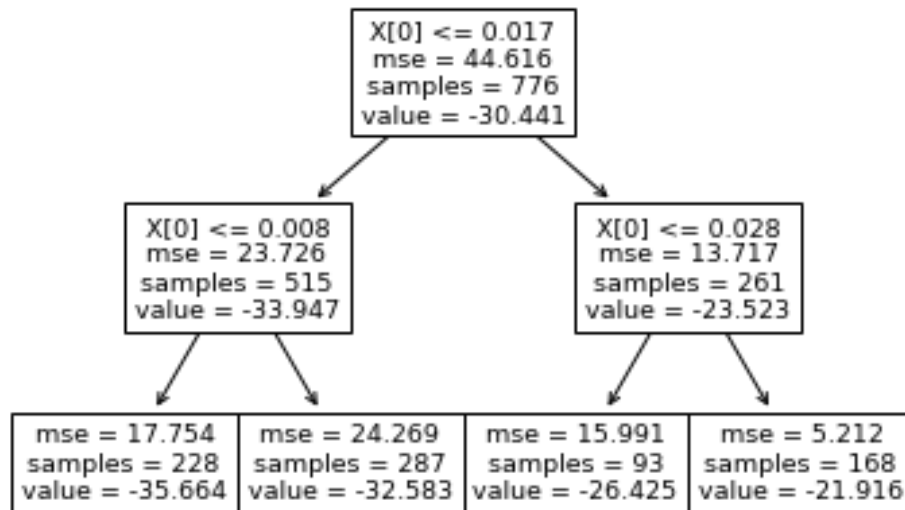 X[0] <= 0.017
mse = 44.616
samples = 776
value = -30.441
X[0] <= 0.008
mse = 23.726
samples = 515
value = -33.947
X[0] <= 0.028
mse = 13.717
samples = 261
value = -23.523
mse = 17.754
samples = 228
value = -35.664
mse = 24.269
samples = 287
value = -32.583
mse = 15.991
samples = 93
value = -26.425
mse = 5.212
samples = 168
value = -21.916